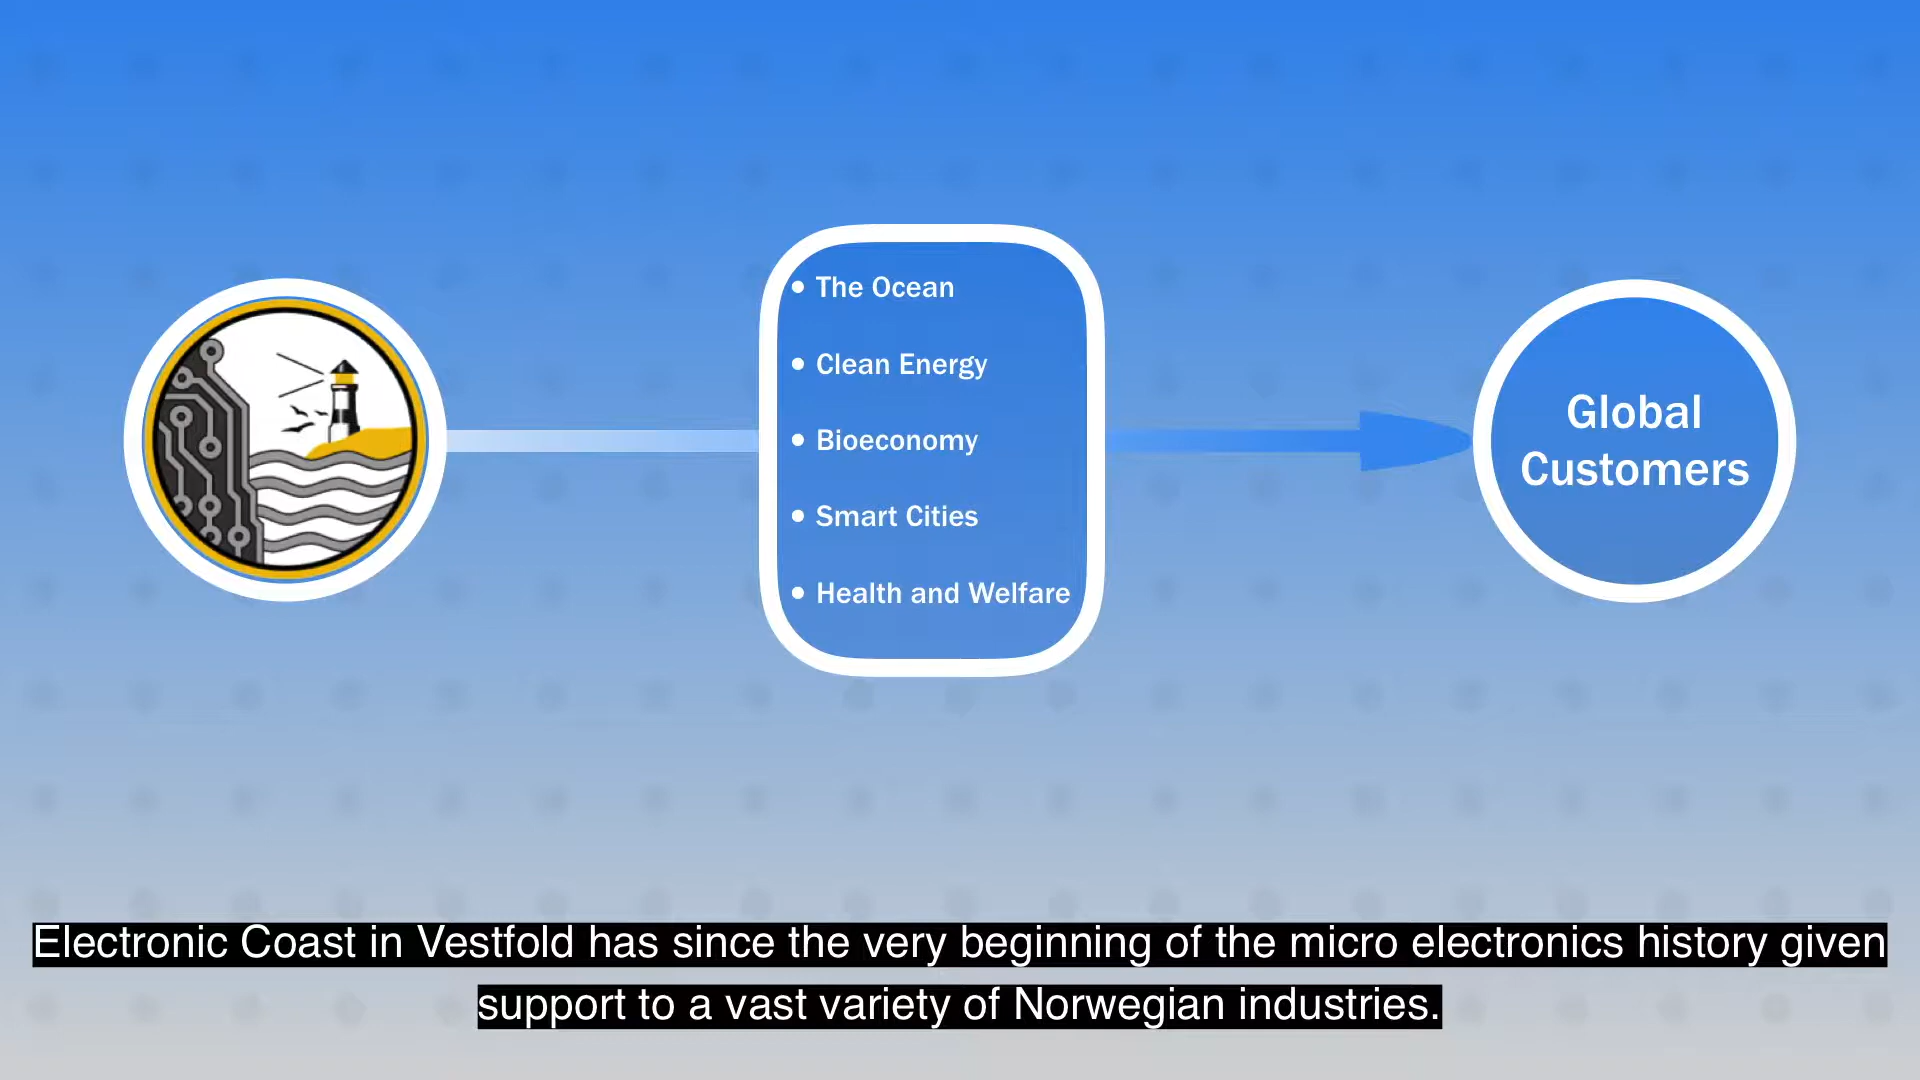 • The Ocean
• Clean Energy
• Bioeconomy
• Smart Cities
• Health and Welfare
Global
Customers
Electronic Coast in Vestfold has since the very beginning of the micro electronics history given
support to a vast variety of Norwegian industries.